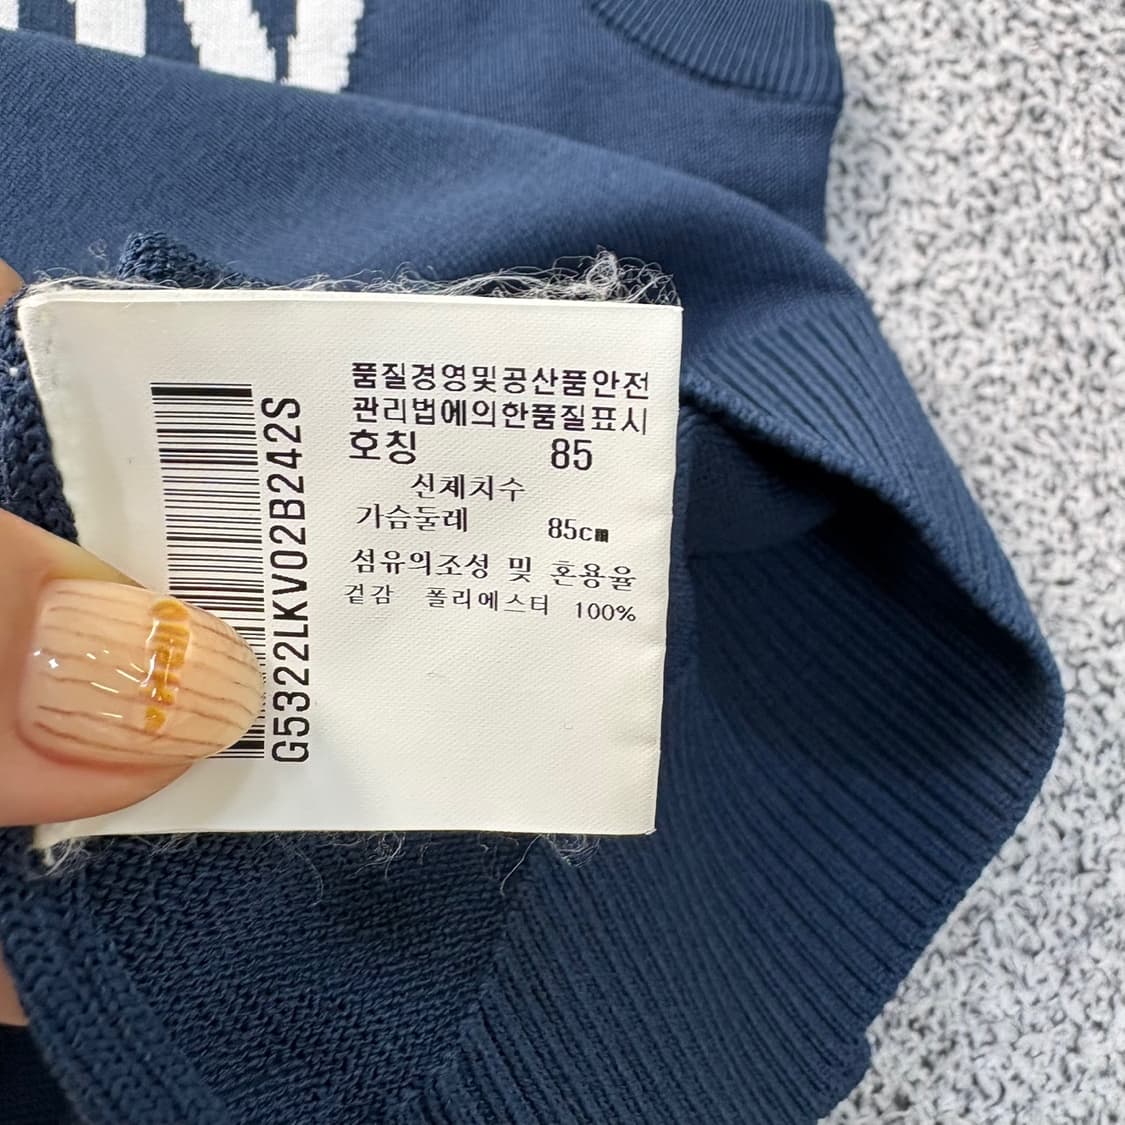 품질경영및공산품안전
관리법에의한품질표시
호칭 85
신체치수
가슴둘레 85cm
섬유의조성 및 혼용율
겉감 폴리에스터 100%
G5322LKV02B242S